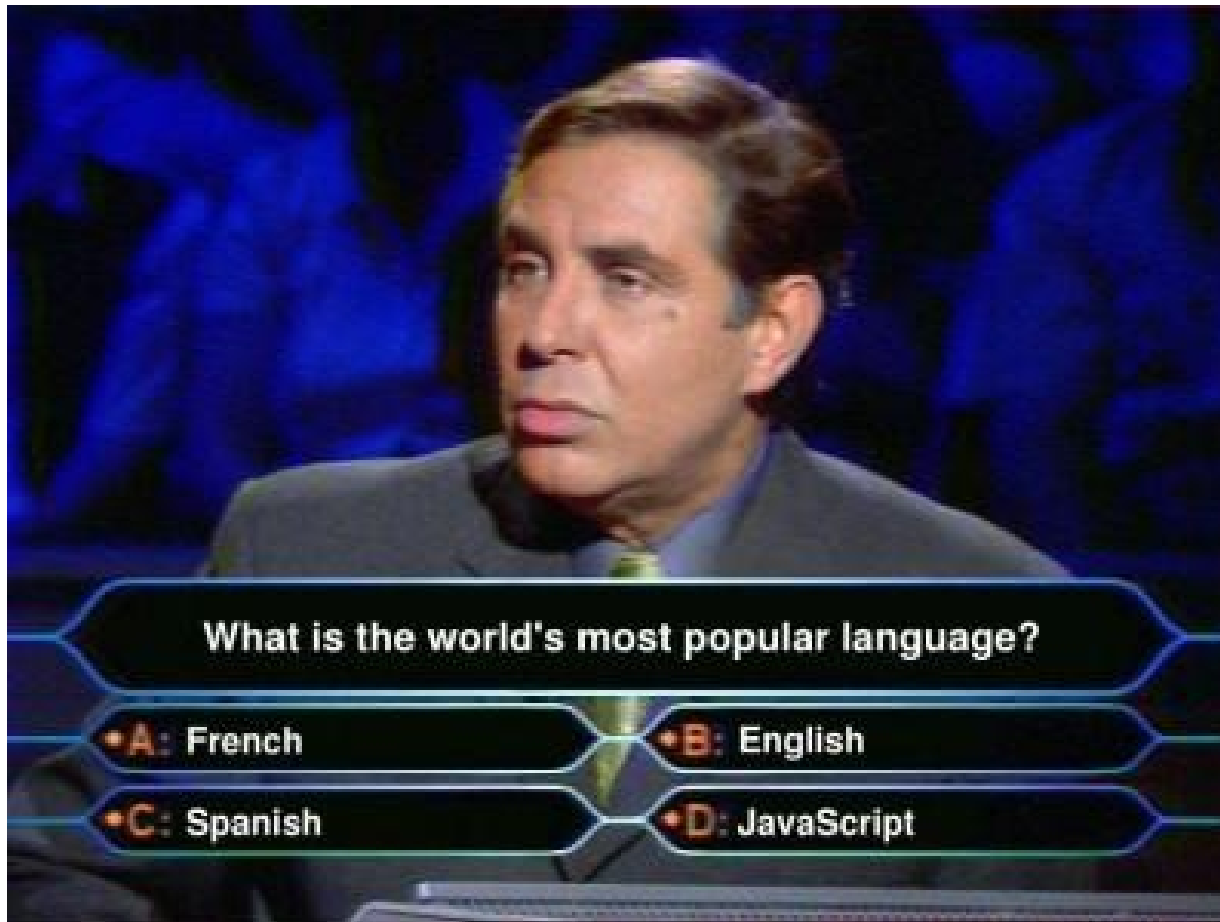 What is the world's most popular language?
A: French
B: English
C: Spanish
D: JavaScript